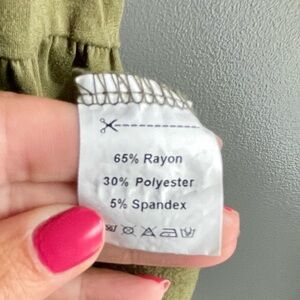 65% Rayon
30% Polyester
5% Spandex